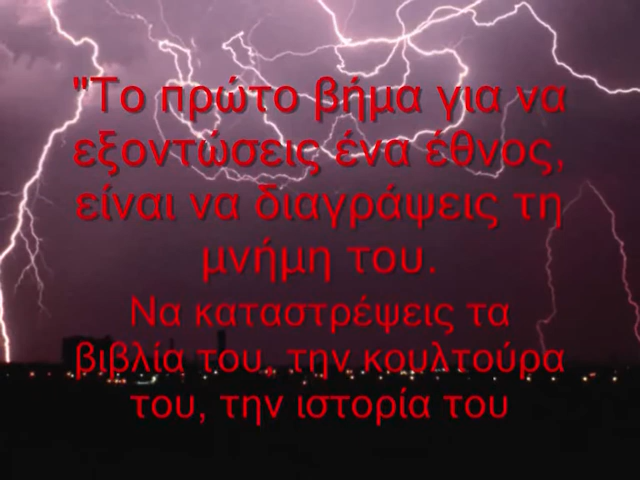 "Το πρώτο βήμα για να
εξοντώσεις ένα έθνος,
είναι να διαγράψεις τη
μνήμη του.
Να καταστρέψεις τα
βιβλία του, την κουλτούρα
του, την ιστορία του